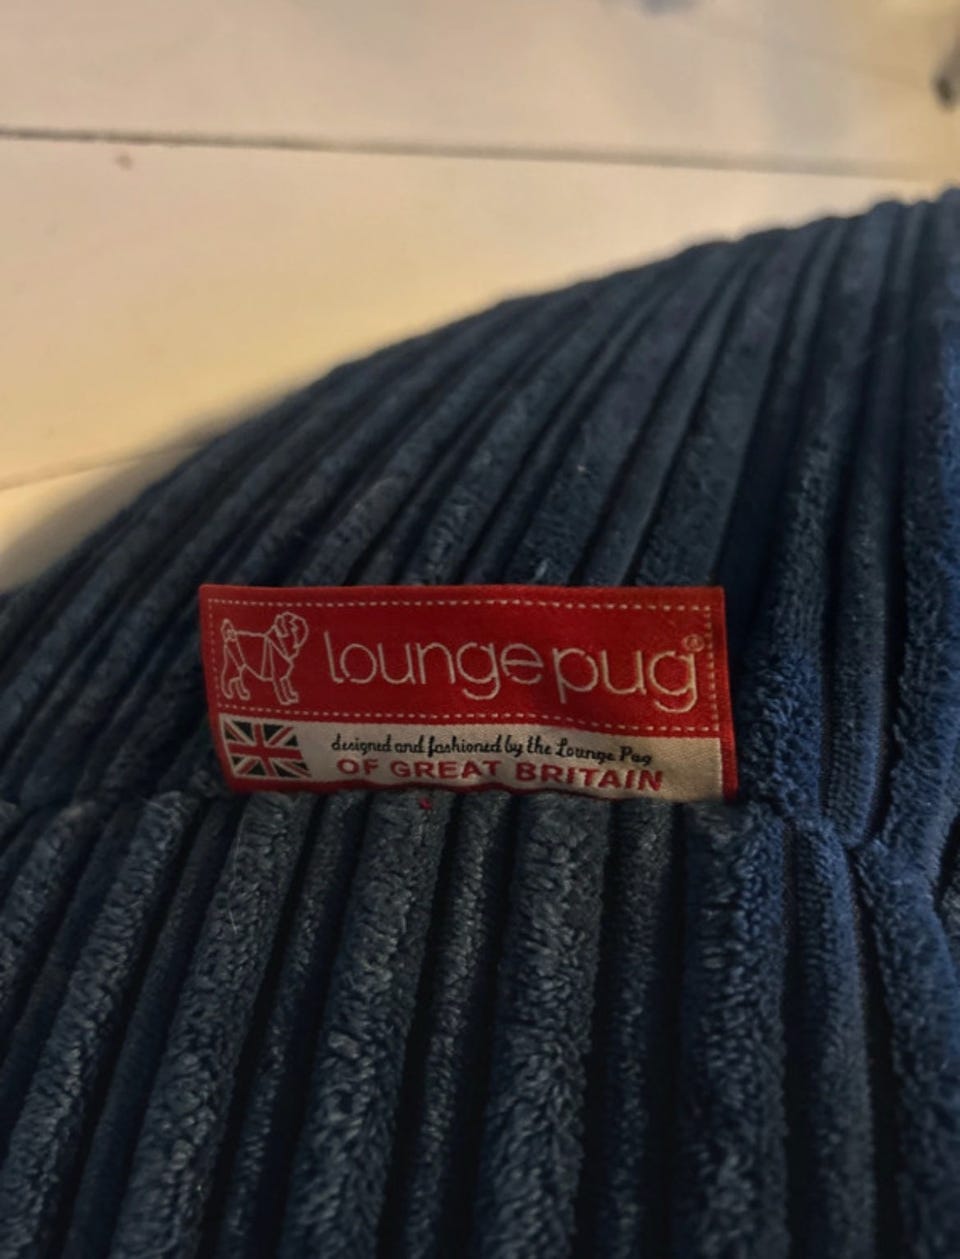 loungepug®
designed and fashioned by the Lounge Pug
OF GREAT BRITAIN